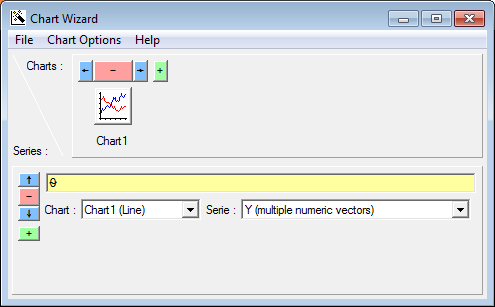 Chart Wizard
File Chart Options Help
Charts :
← − → +
Chart1
Series :
↑
⍬
−
Chart : Chart1 (Line) Serie : Y (multiple numeric vectors)
↓
+